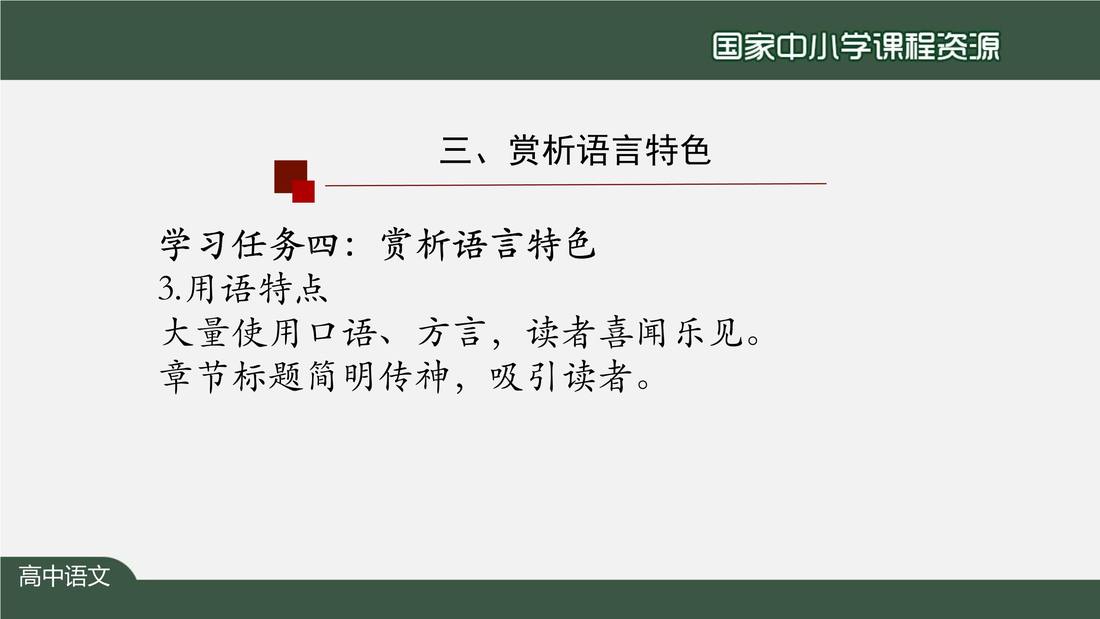 国家中小学课程资源
三、赏析语言特色
学习任务四：赏析语言特色
3.用语特点
大量使用口语、方言，读者喜闻乐见。
章节标题简明传神，吸引读者。
高中语文